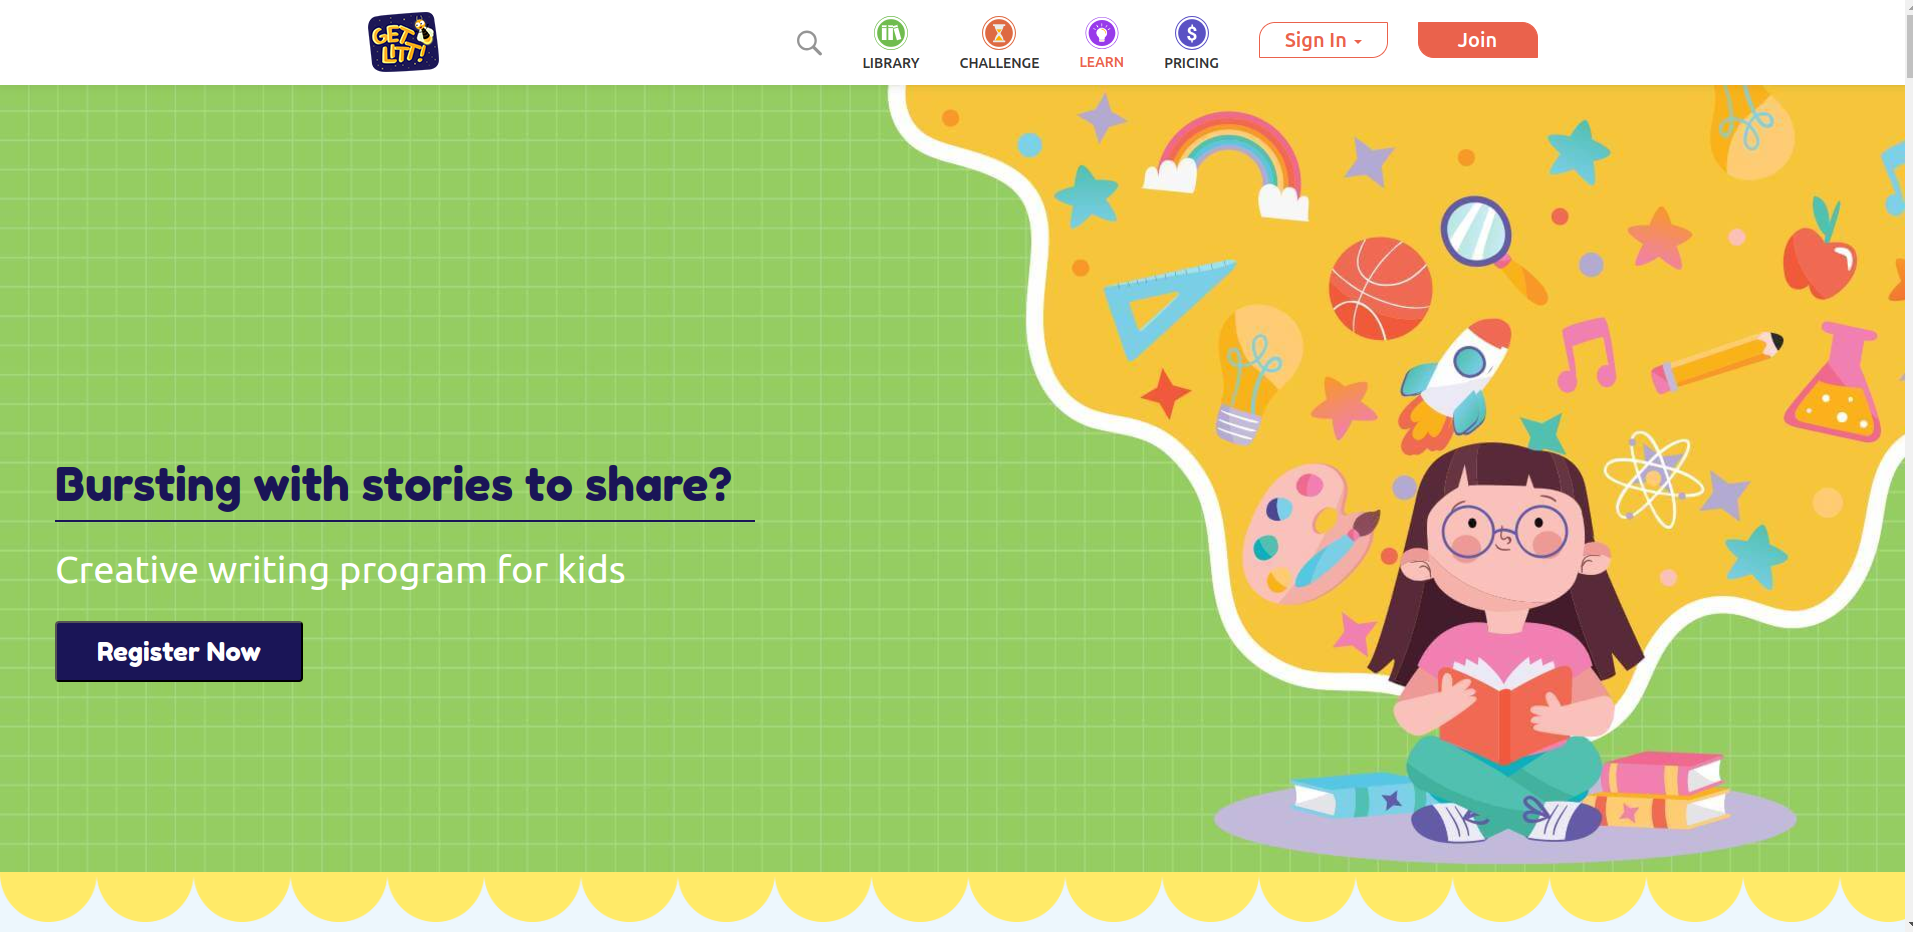 GET
LITT!
LIBRARY
CHALLENGE
LEARN
PRICING
Sign In
Join
Bursting with stories to share?
Creative writing program for kids
Register Now